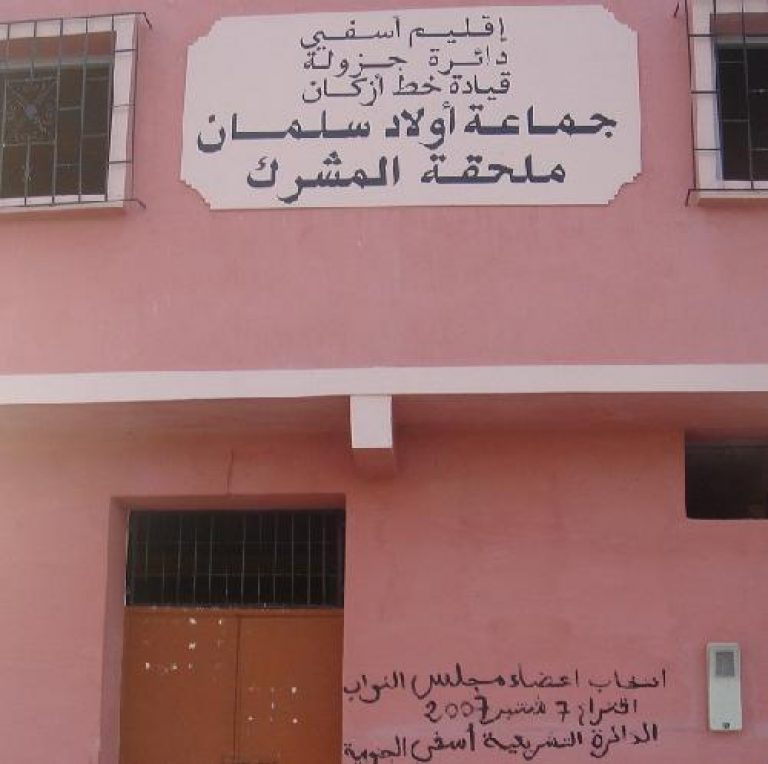 إقليم أسفي
دائرة جزولة
قيادة خط أزكان
جماعة أولاد سلمان
ملحقة المشرك
انتخاب اعضاء مجلس النواب
اقتراع 7 شتنبر 2007
الدائرة التشريعية أسفي الجنوبية